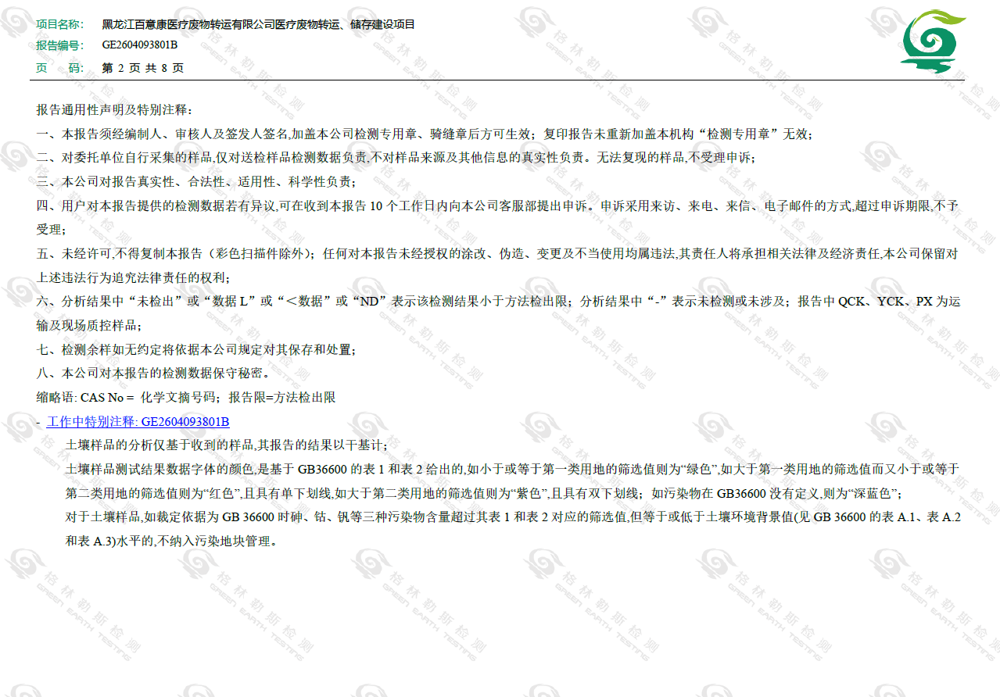 项目名称： 黑龙江百意康医疗废物转运有限公司医疗废物转运、储存建设项目
报告编号： GE2604093801B
页 码: 第 2 页 共 8 页
报告通用性声明及特别注释：
一、本报告须经编制人、审核人及签发人签名,加盖本公司检测专用章、骑缝章后方可生效；复印报告未重新加盖本机构“检测专用章”无效；
二、对委托单位自行采集的样品,仅对送检样品检测数据负责,不对样品来源及其他信息的真实性负责。无法复现的样品,不受理申诉；
三、本公司对报告真实性、合法性、适用性、科学性负责；
四、用户对本报告提供的检测数据若有异议,可在收到本报告 10 个工作日内向本公司客服部提出申诉。申诉采用来访、来电、来信、电子邮件的方式,超过申诉期限,不予
受理；
五、未经许可,不得复制本报告（彩色扫描件除外）；任何对本报告未经授权的涂改、伪造、变更及不当使用均属违法,其责任人将承担相关法律及经济责任,本公司保留对
上述违法行为追究法律责任的权利；
六、分析结果中“未检出”或“数据 L”或“＜数据”或“ND”表示该检测结果小于方法检出限；分析结果中“-”表示未检测或未涉及；报告中 QCK、YCK、PX 为运
输及现场质控样品；
七、检测余样如无约定将依据本公司规定对其保存和处置；
八、本公司对本报告的检测数据保守秘密。
缩略语: CAS No = 化学文摘号码；报告限=方法检出限
- 工作中特别注释: GE2604093801B
土壤样品的分析仅基于收到的样品,其报告的结果以干基计；
土壤样品测试结果数据字体的颜色,是基于 GB36600 的表 1 和表 2 给出的,如小于或等于第一类用地的筛选值则为“绿色”,如大于第一类用地的筛选值而又小于或等于
第二类用地的筛选值则为“红色”,且具有单下划线,如大于第二类用地的筛选值则为“紫色”,且具有双下划线；如污染物在 GB36600 没有定义,则为“深蓝色”；
对于土壤样品,如裁定依据为 GB 36600 时砷、钴、钒等三种污染物含量超过其表 1 和表 2 对应的筛选值,但等于或低于土壤环境背景值(见 GB 36600 的表 A.1、表 A.2
和表 A.3)水平的,不纳入污染地块管理。
格林勒斯检测
GREEN EARTH TESTING